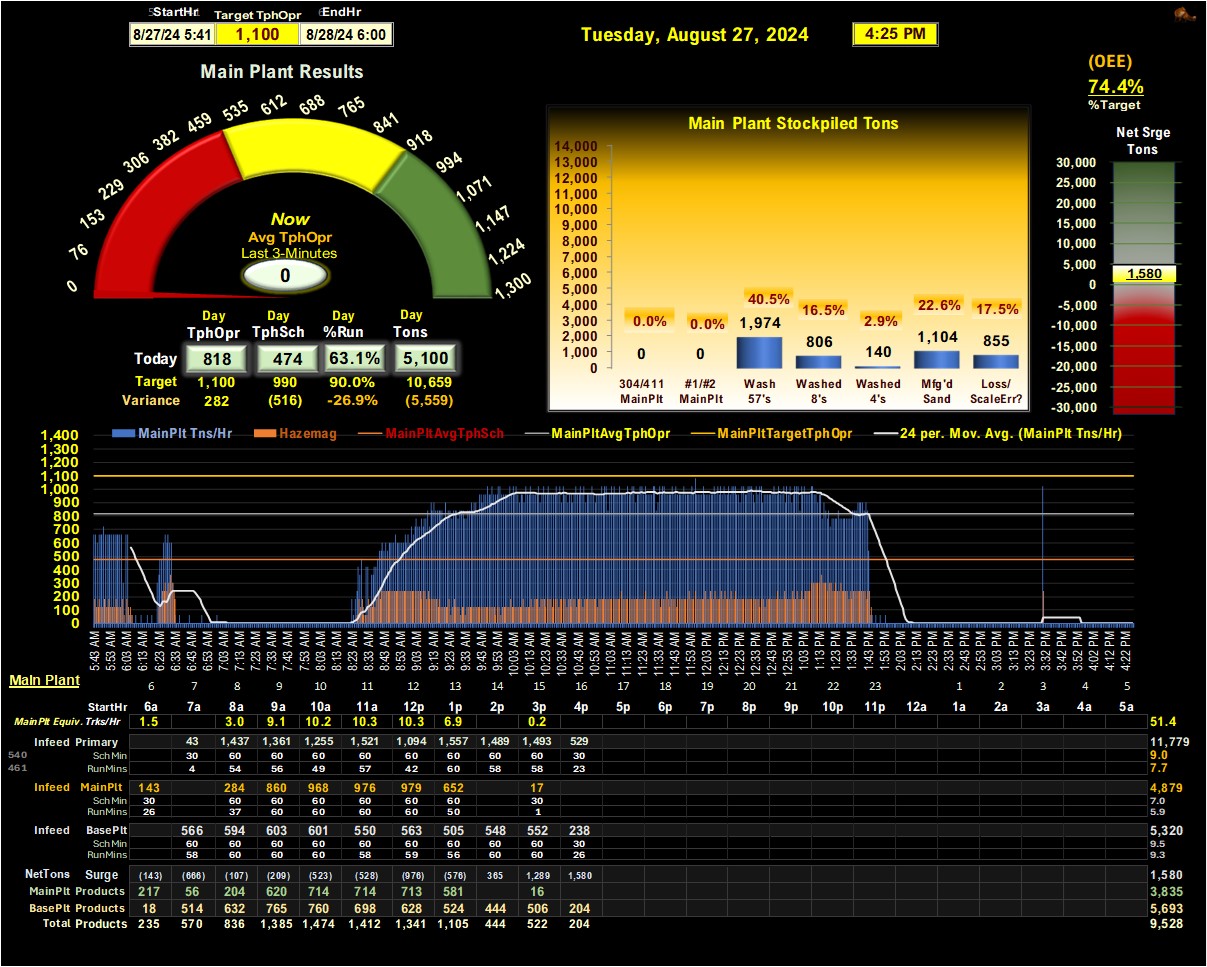 StartHr Target TphOpr EndHr
8/27/24 5:41 1,100 8/28/24 6:00
Tuesday, August 27, 2024 4:25 PM
(OEE)
74.4%
%Target
Main Plant Results
0 76 153 229 306 382 459 535 612 688 765 841 918 994 1,071 1,147 1,224 1,300
Now
Avg TphOpr
Last 3-Minutes
0
Day Day Day Day
TphOpr TphSch %Run Tons
Today 818 474 63.1% 5,100
Target 1,100 990 90.0% 10,659
Variance 282 (516) -26.9% (5,559)
Main Plant Stockpiled Tons
14,000
13,000
12,000
11,000
10,000
9,000
8,000
7,000
6,000
5,000
4,000
3,000
2,000
1,000
0
0.0% 0.0% 40.5% 16.5% 2.9% 22.6% 17.5%
0 0 1,974 806 140 1,104 855
304/411 #1/#2 Wash Washed Washed Mfg'd Loss/
MainPlt MainPlt 57's 8's 4's Sand ScaleErr?
Net Srge
Tons
30,000
25,000
20,000
15,000
10,000
5,000
0
-5,000
-10,000
-15,000
-20,000
-25,000
-30,000
1,580
MainPlt Tns/Hr Hazemag MainPltAvgTphSch MainPltAvgTphOpr MainPltTargetTphOpr 24 per. Mov. Avg. (MainPlt Tns/Hr)
1,400
1,300
1,200
1,100
1,000
900
800
700
600
500
400
300
200
100
0
5:43 AM 5:53 AM 6:03 AM 6:13 AM 6:23 AM 6:33 AM 6:43 AM 6:53 AM 7:03 AM 7:13 AM 7:23 AM 7:33 AM 7:43 AM 7:53 AM 8:03 AM 8:13 AM 8:23 AM 8:33 AM 8:43 AM 8:53 AM 9:03 AM 9:13 AM 9:23 AM 9:33 AM 9:43 AM 9:53 AM 10:03 AM 10:13 AM 10:23 AM 10:33 AM 10:43 AM 10:53 AM 11:03 AM 11:13 AM 11:23 AM 11:33 AM 11:43 AM 11:53 AM 12:03 PM 12:13 PM 12:23 PM 12:33 PM 12:43 PM 12:53 PM 1:03 PM 1:13 PM 1:23 PM 1:33 PM 1:43 PM 1:53 PM 2:03 PM 2:12 PM 2:23 PM 2:33 PM 2:43 PM 2:53 PM 3:03 PM 3:13 PM 3:23 PM 3:32 PM 3:42 PM 3:52 PM 4:02 PM 4:12 PM 4:22 PM
Main Plant 6 7 8 9 10 11 12 13 14 15 16 17 18 19 20 21 22 23 1 2 3 4 5
StartHr 6a 7a 8a 9a 10a 11a 12p 1p 2p 3p 4p 5p 6p 7p 8p 9p 10p 11p 12a 1a 2a 3a 4a 5a
MainPlt Equiv. Trks/Hr 1.5 3.0 9.1 10.2 10.3 10.3 6.9 0.2 51.4
Infeed Primary 43 1,437 1,361 1,255 1,521 1,094 1,557 1,489 1,493 529 11,779
540 SchMin 30 60 60 60 60 60 60 60 60 30 9.0
461 RunMins 4 54 56 49 57 42 60 58 58 23 7.7
Infeed MainPlt 143 284 860 968 976 979 652 17 4,879
SchMin 30 60 60 60 60 60 60 30 7.0
RunMins 26 37 60 60 60 60 50 1 5.9
Infeed BasePlt 566 594 603 601 550 563 505 548 552 238 5,320
SchMin 60 60 60 60 60 60 60 60 60 30 9.5
RunMins 58 60 60 60 58 59 56 60 60 26 9.3
NetTons Surge (143) (666) (107) (209) (523) (528) (976) (576) 365 1,289 1,580 1,580
MainPlt Products 217 56 204 620 714 714 713 581 16 3,835
BasePlt Products 18 514 632 765 760 698 628 524 444 506 204 5,693
Total Products 235 570 836 1,385 1,474 1,412 1,341 1,105 444 522 204 9,528